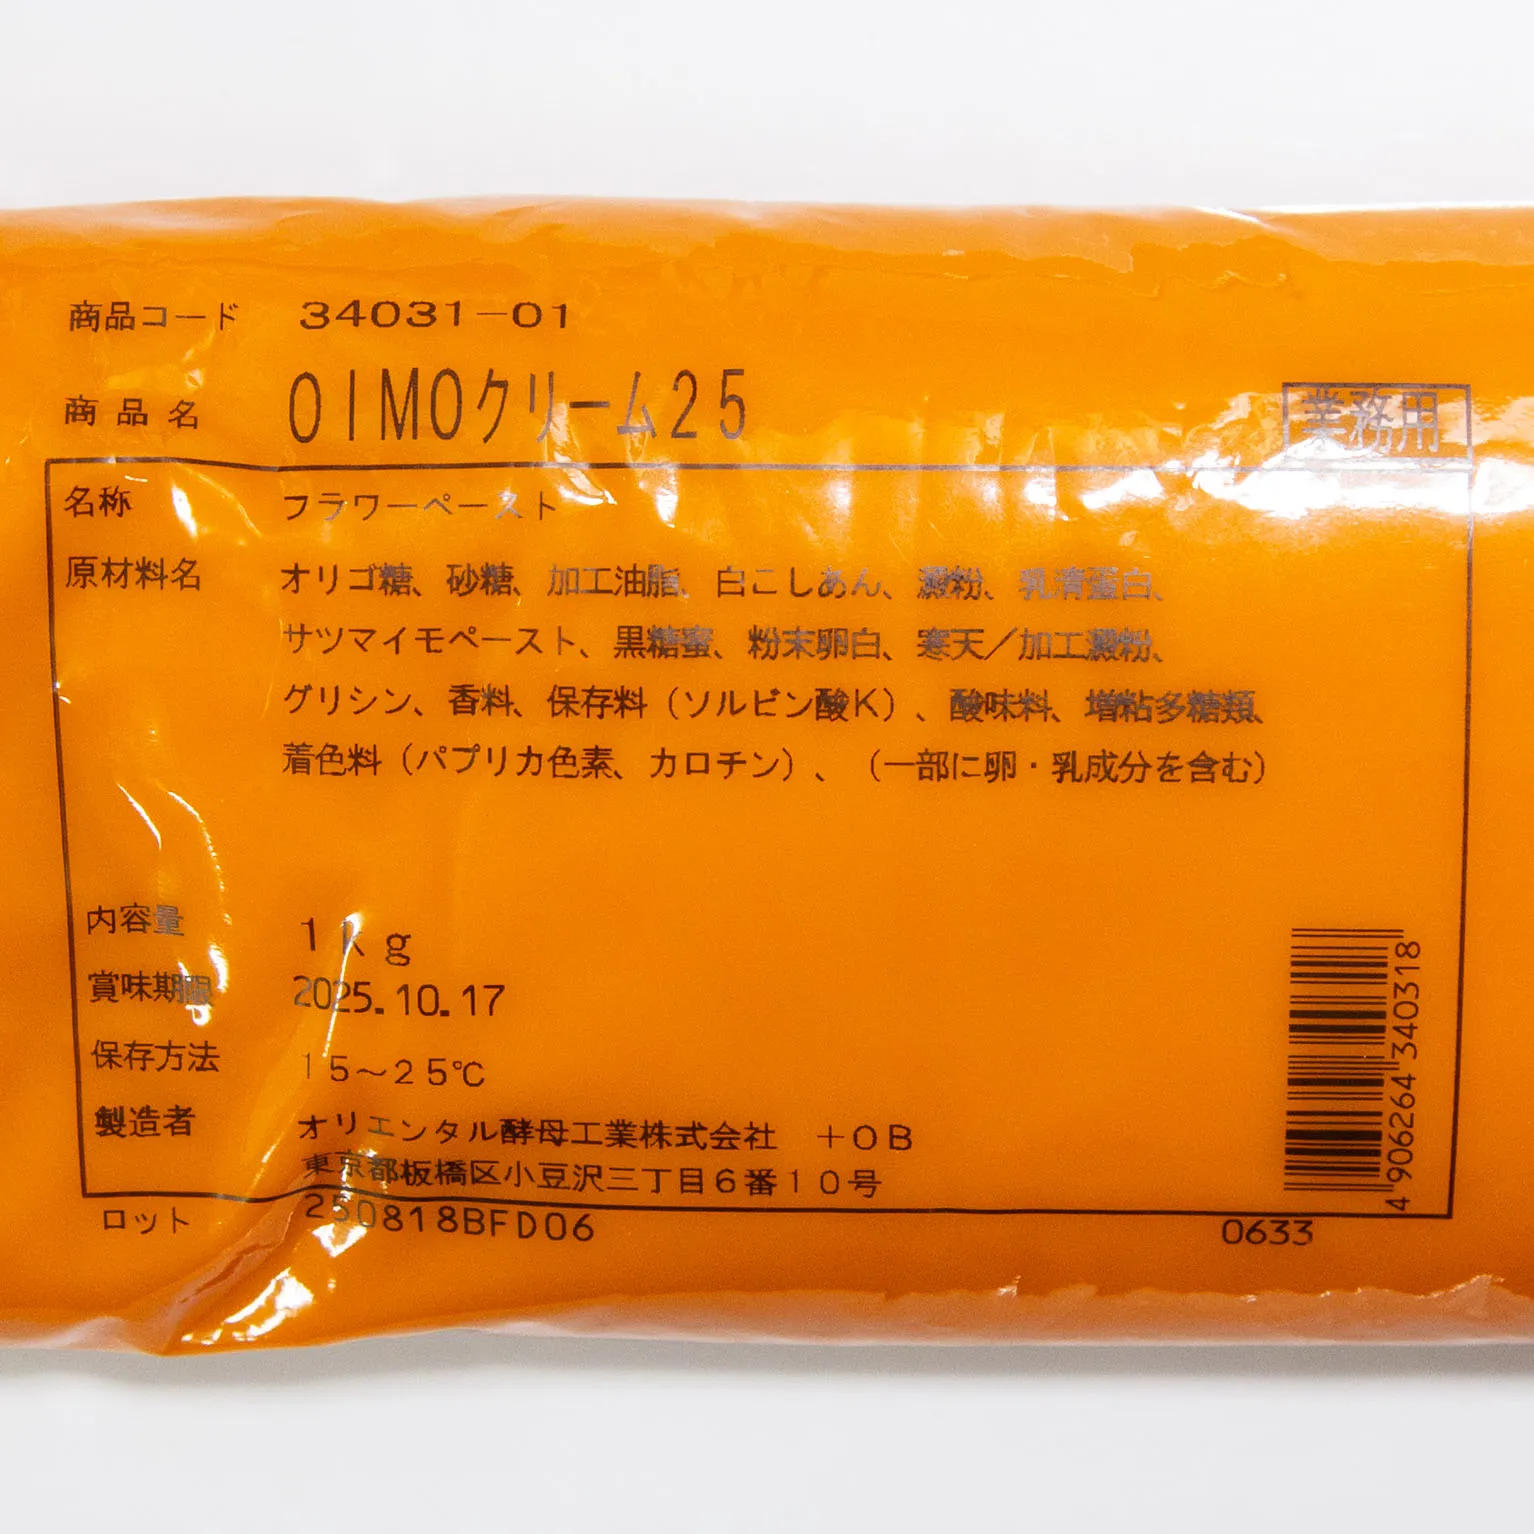 商品コード 34031-01
商品名 OIMOクリーム25
業務用
名称 フラワーペースト
原材料名 オリゴ糖、砂糖、加工油脂、白こしあん、澱粉、乳清蛋白、
サツマイモペースト、黒糖蜜、粉末卵白、寒天／加工澱粉、
グリシン、香料、保存料（ソルビン酸K）、酸味料、増粘多糖類、
着色料（パプリカ色素、カロチン）、（一部に卵・乳成分を含む）
内容量 1kg
賞味期限 2025.10.17
保存方法 15～25℃
製造者 オリエンタル酵母工業株式会社 +OB
東京都板橋区小豆沢三丁目6番10号
ロット 250818BFD06
0633
4906264340318